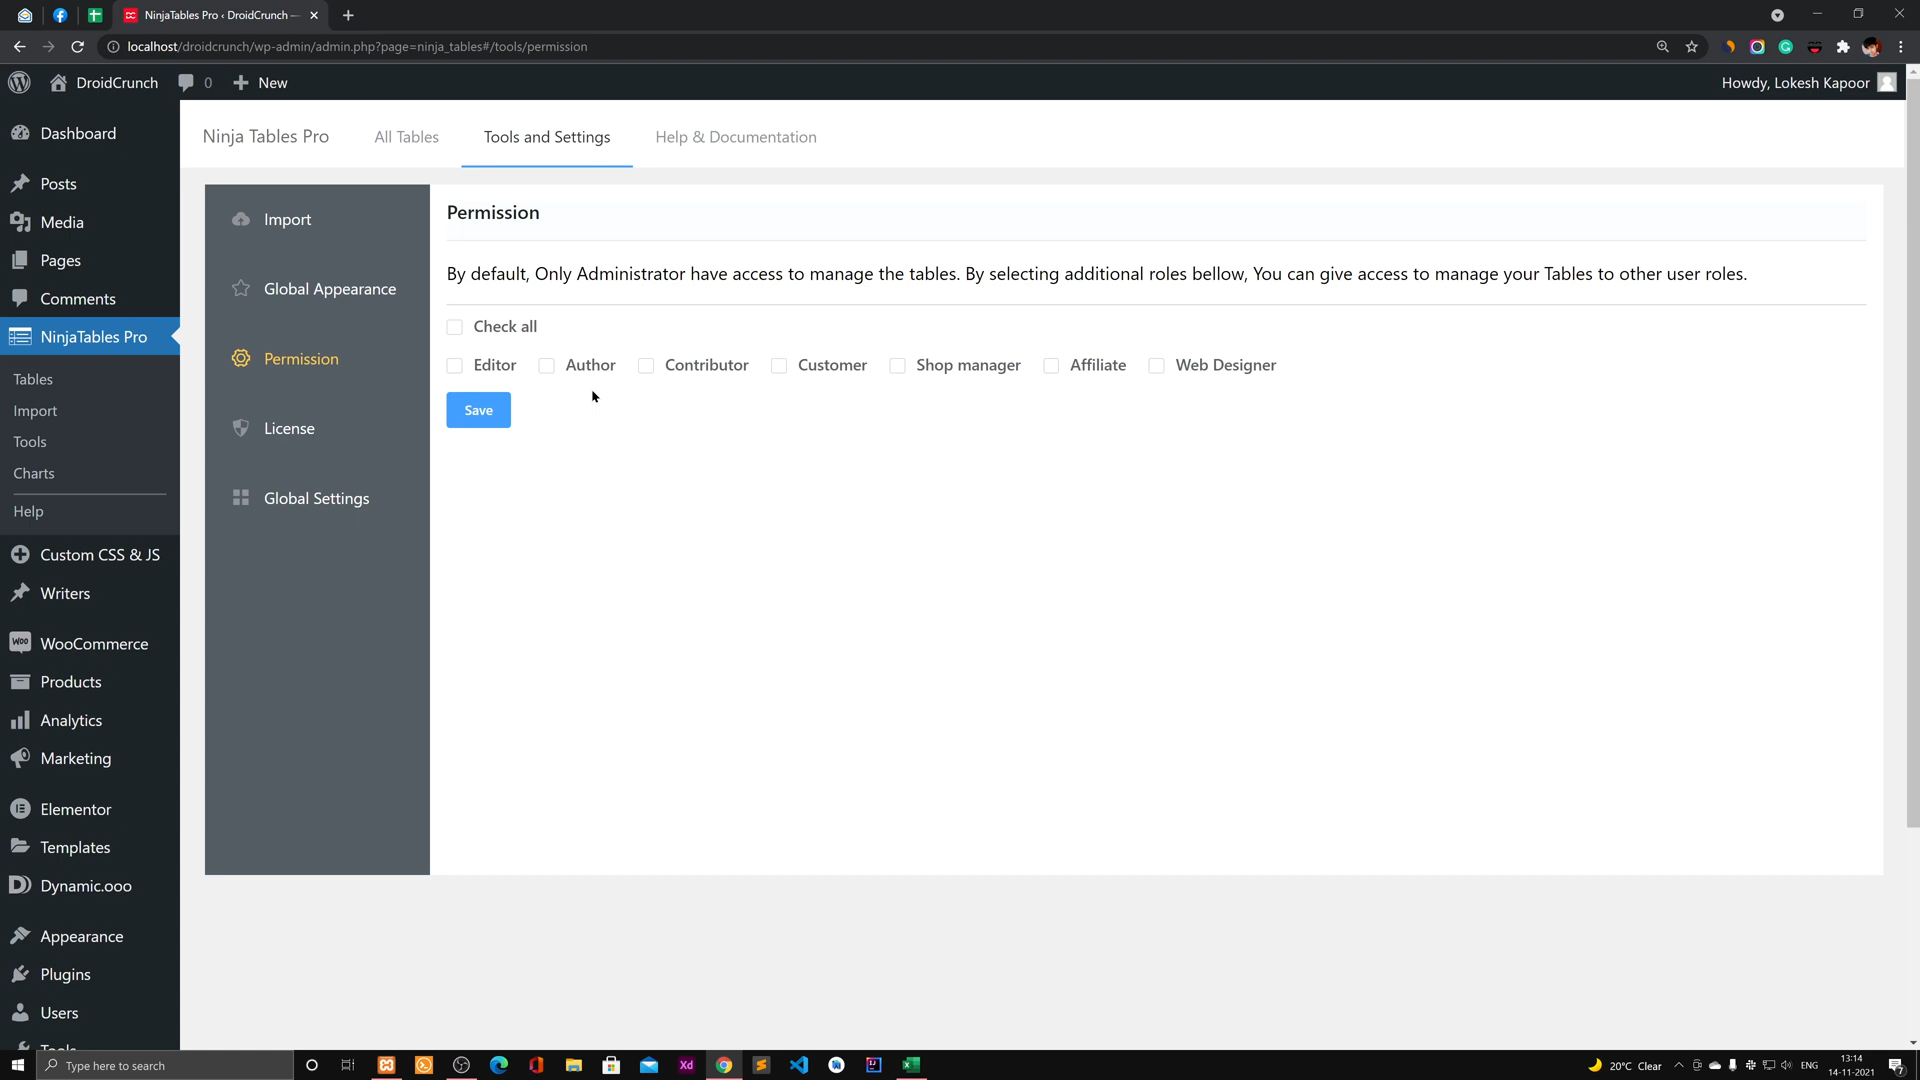 NinjaTables Pro ‹ DroidCrunch —
localhost/droidcrunch/wp-admin/admin.php?page=ninja_tables#/tools/permission
DroidCrunch
0
New
Howdy, Lokesh Kapoor
Dashboard
Posts
Media
Pages
Comments
NinjaTables Pro
Tables
Import
Tools
Charts
Help
Custom CSS & JS
Writers
WooCommerce
Products
Analytics
Marketing
Elementor
Templates
Dynamic.ooo
Appearance
Plugins
Users
Tools
Ninja Tables Pro
All Tables
Tools and Settings
Help & Documentation
Import
Global Appearance
Permission
License
Global Settings
Permission
By default, Only Administrator have access to manage the tables. By selecting additional roles bellow, You can give access to manage your Tables to other user roles.
Check all
Editor
Author
Contributor
Customer
Shop manager
Affiliate
Web Designer
Save
Type here to search
Xd
20°C Clear
ENG
13:14
14-11-2021
7